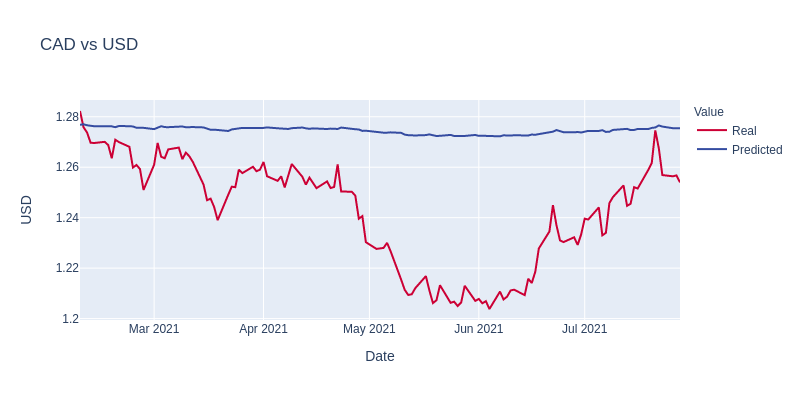 CAD vs USD
Value
Real
Predicted
1.28
1.26
1.24
1.22
1.2
USD
Mar 2021
Apr 2021
May 2021
Jun 2021
Jul 2021
Date